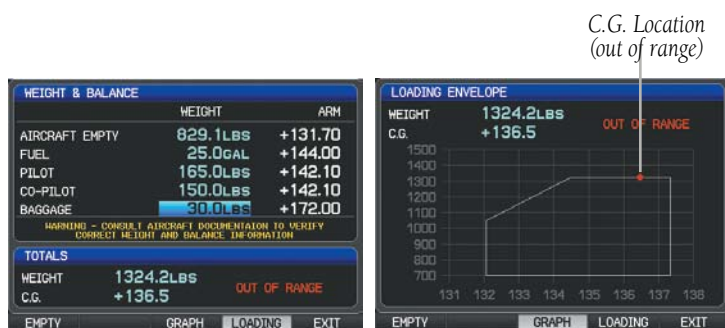 C.G. Location
(out of range)
WEIGHT & BALANCE
WEIGHT ARM
AIRCRAFT EMPTY 829.1LBS +131.70
FUEL 25.0GAL +144.00
PILOT 165.0LBS +142.10
CO-PILOT 150.0LBS +142.10
BAGGAGE 30.0LBS +172.00
WARNING - CONSULT AIRCRAFT DOCUMENTAION TO VERIFY
CORRECT WEIGHT AND BALANCE INFORMATION
TOTALS
WEIGHT 1324.2LBS
C.G. +136.5
OUT OF RANGE
EMPTY GRAPH LOADING EXIT
LOADING ENVELOPE
WEIGHT 1324.2LBS
C.G. +136.5
OUT OF RANGE
1500
1400
1300
1200
1100
1000
900
800
700
131 132 133 134 135 136 137 138
EMPTY GRAPH LOADING EXIT